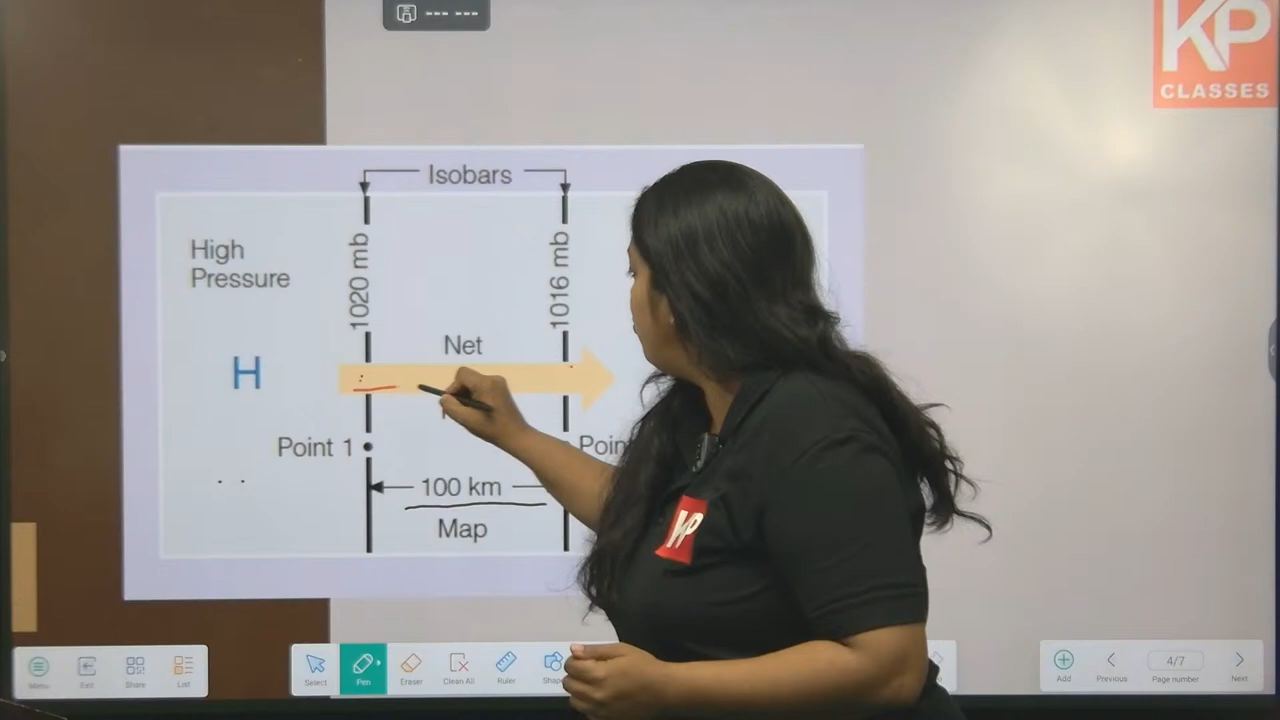 --- ---
KP
CLASSES
Isobars
High
Pressure
1020 mb
1016 mb
Net
H
Point 1
100 km
Map
KP
Menu
Exit
Share
List
Select
Pen
Eraser
Clean All
Ruler
Add
Previous
4/7
Page number
Next